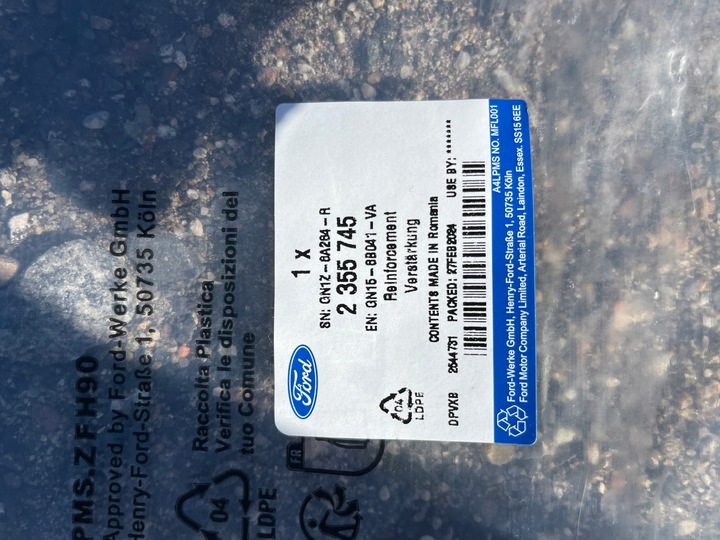 PMS.ZFH90
Approved by Ford-Werke GmbH
Henry-Ford-Straße 1, 50735 Köln
04
LDPE
Raccolta Plastica
Verifica le disposizioni del
tuo Comune
FR
Ford
1 x
SN: GN1Z-8A284-R
2 355 745
EN: GN15-8B041-VA
Reinforcement
Verstärkung
04
LDPE
CONTENTS MADE IN Romania
DPVXB 2544731 PACKED: 27FEB2024 USE BY: *******
A4LPMS NO. MFL001
Ford-Werke GmbH, Henry-Ford-Straße 1, 50735 Köln
Ford Motor Company Limited, Arterial Road, Laindon, Essex, SS15 6EE